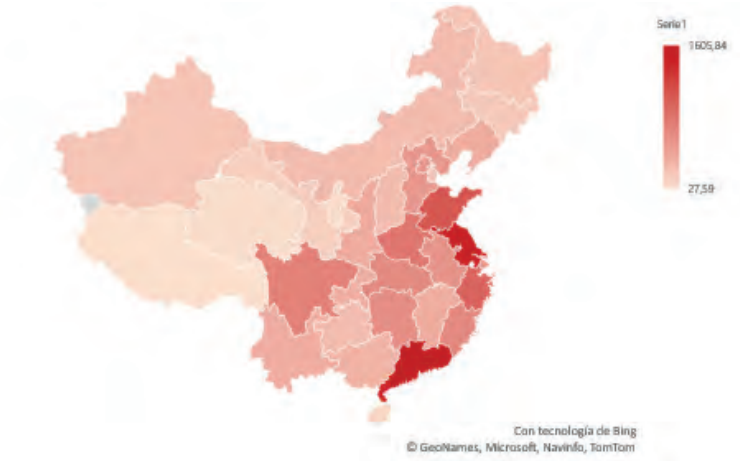 Serie1
1605,84
27,59
Con tecnología de Bing
© GeoNames, Microsoft, Navinfo, TomTom